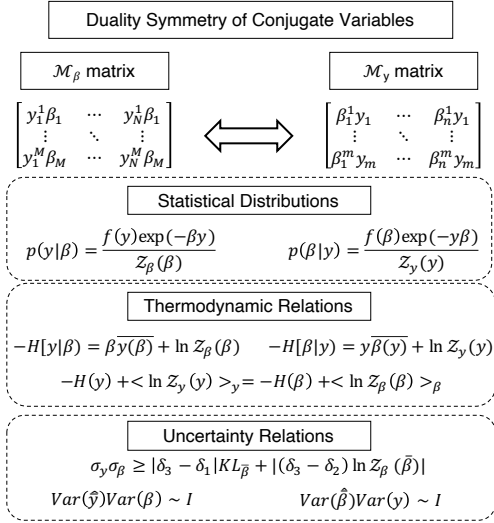 Duality Symmetry of Conjugate Variables
ℳ_β matrix
ℳ_y matrix
[y_1^1β_1 ⋯ y_N^1β_1
⋮ ⋱ ⋮
y_1^Mβ_M ⋯ y_N^Mβ_M]
[β_1^1y_1 ⋯ β_n^1y_1
⋮ ⋱ ⋮
β_1^my_m ⋯ β_n^my_m]
Statistical Distributions
p(y|β) = f(y)exp(−βy) / 𝒵_β(β)
p(β|y) = f(β)exp(−yβ) / 𝒵_y(y)
Thermodynamic Relations
−H[y|β) = β\overline{y(β)} + ln 𝒵_β(β)
−H[β|y) = y\overline{β(y)} + ln 𝒵_y(y)
−H(y) + < ln 𝒵_y(y) >_y = −H(β) + < ln 𝒵_β(β) >_β
Uncertainty Relations
σ_yσ_β ≥ |δ_3 − δ_1|KL_{\bar{β}} + |(δ_3 − δ_2) ln 𝒵_β (\bar{β})|
Var(ŷ)Var(β) ~ I
Var(\hat{β})Var(y) ~ I